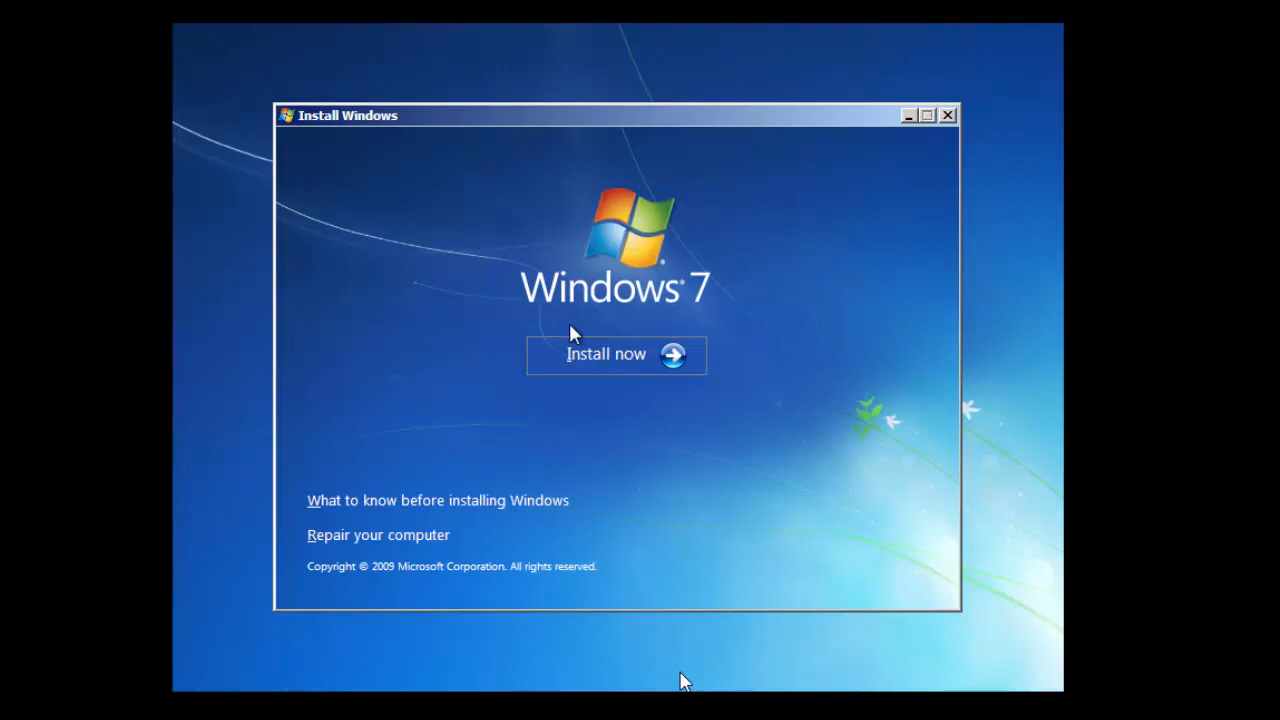 Install Windows
Windows® 7
Install now
What to know before installing Windows
Repair your computer
Copyright © 2009 Microsoft Corporation. All rights reserved.